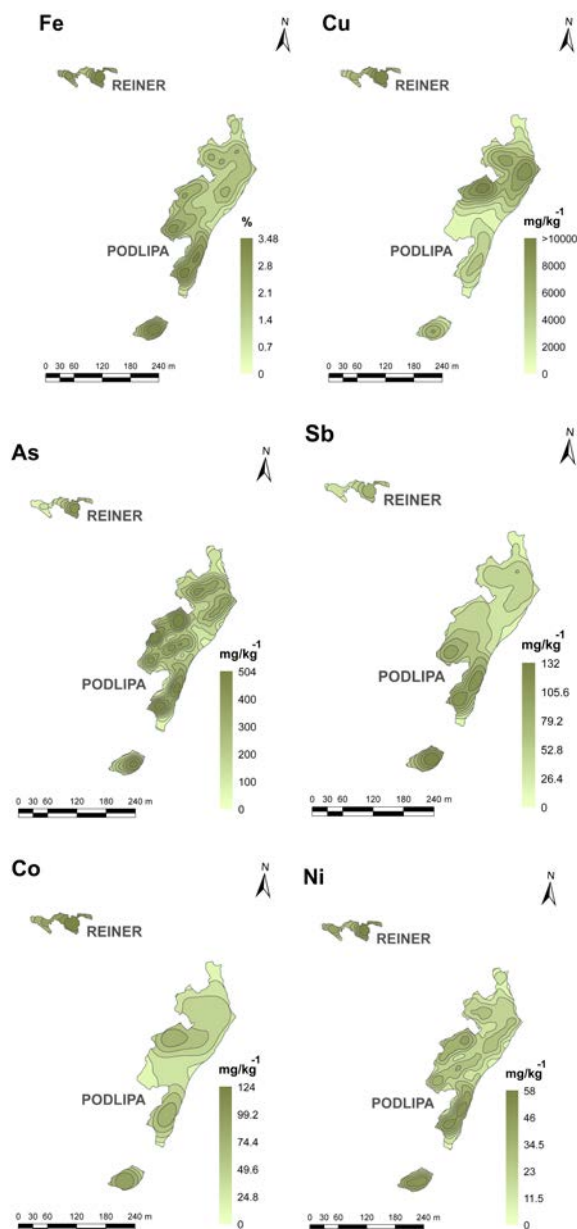 Fe
N
REINER
%
3.48
2.8
2.1
1.4
0.7
0
PODLIPA
0 30 60 120 180 240 m
Cu
N
REINER
mg/kg⁻¹
>10000
8000
6000
4000
2000
0
PODLIPA
0 30 60 120 180 240 m
As
N
REINER
mg/kg⁻¹
504
400
300
200
100
0
PODLIPA
0 30 60 120 180 240 m
Sb
N
REINER
mg/kg⁻¹
132
105.6
79.2
52.8
26.4
0
PODLIPA
0 30 60 120 180 240 m
Co
N
REINER
mg/kg⁻¹
124
99.2
74.4
49.6
24.8
0
PODLIPA
0 30 60 120 180 240 m
Ni
N
REINER
mg/kg⁻¹
58
46
34.5
23
11.5
0
PODLIPA
0 30 60 120 180 240 m